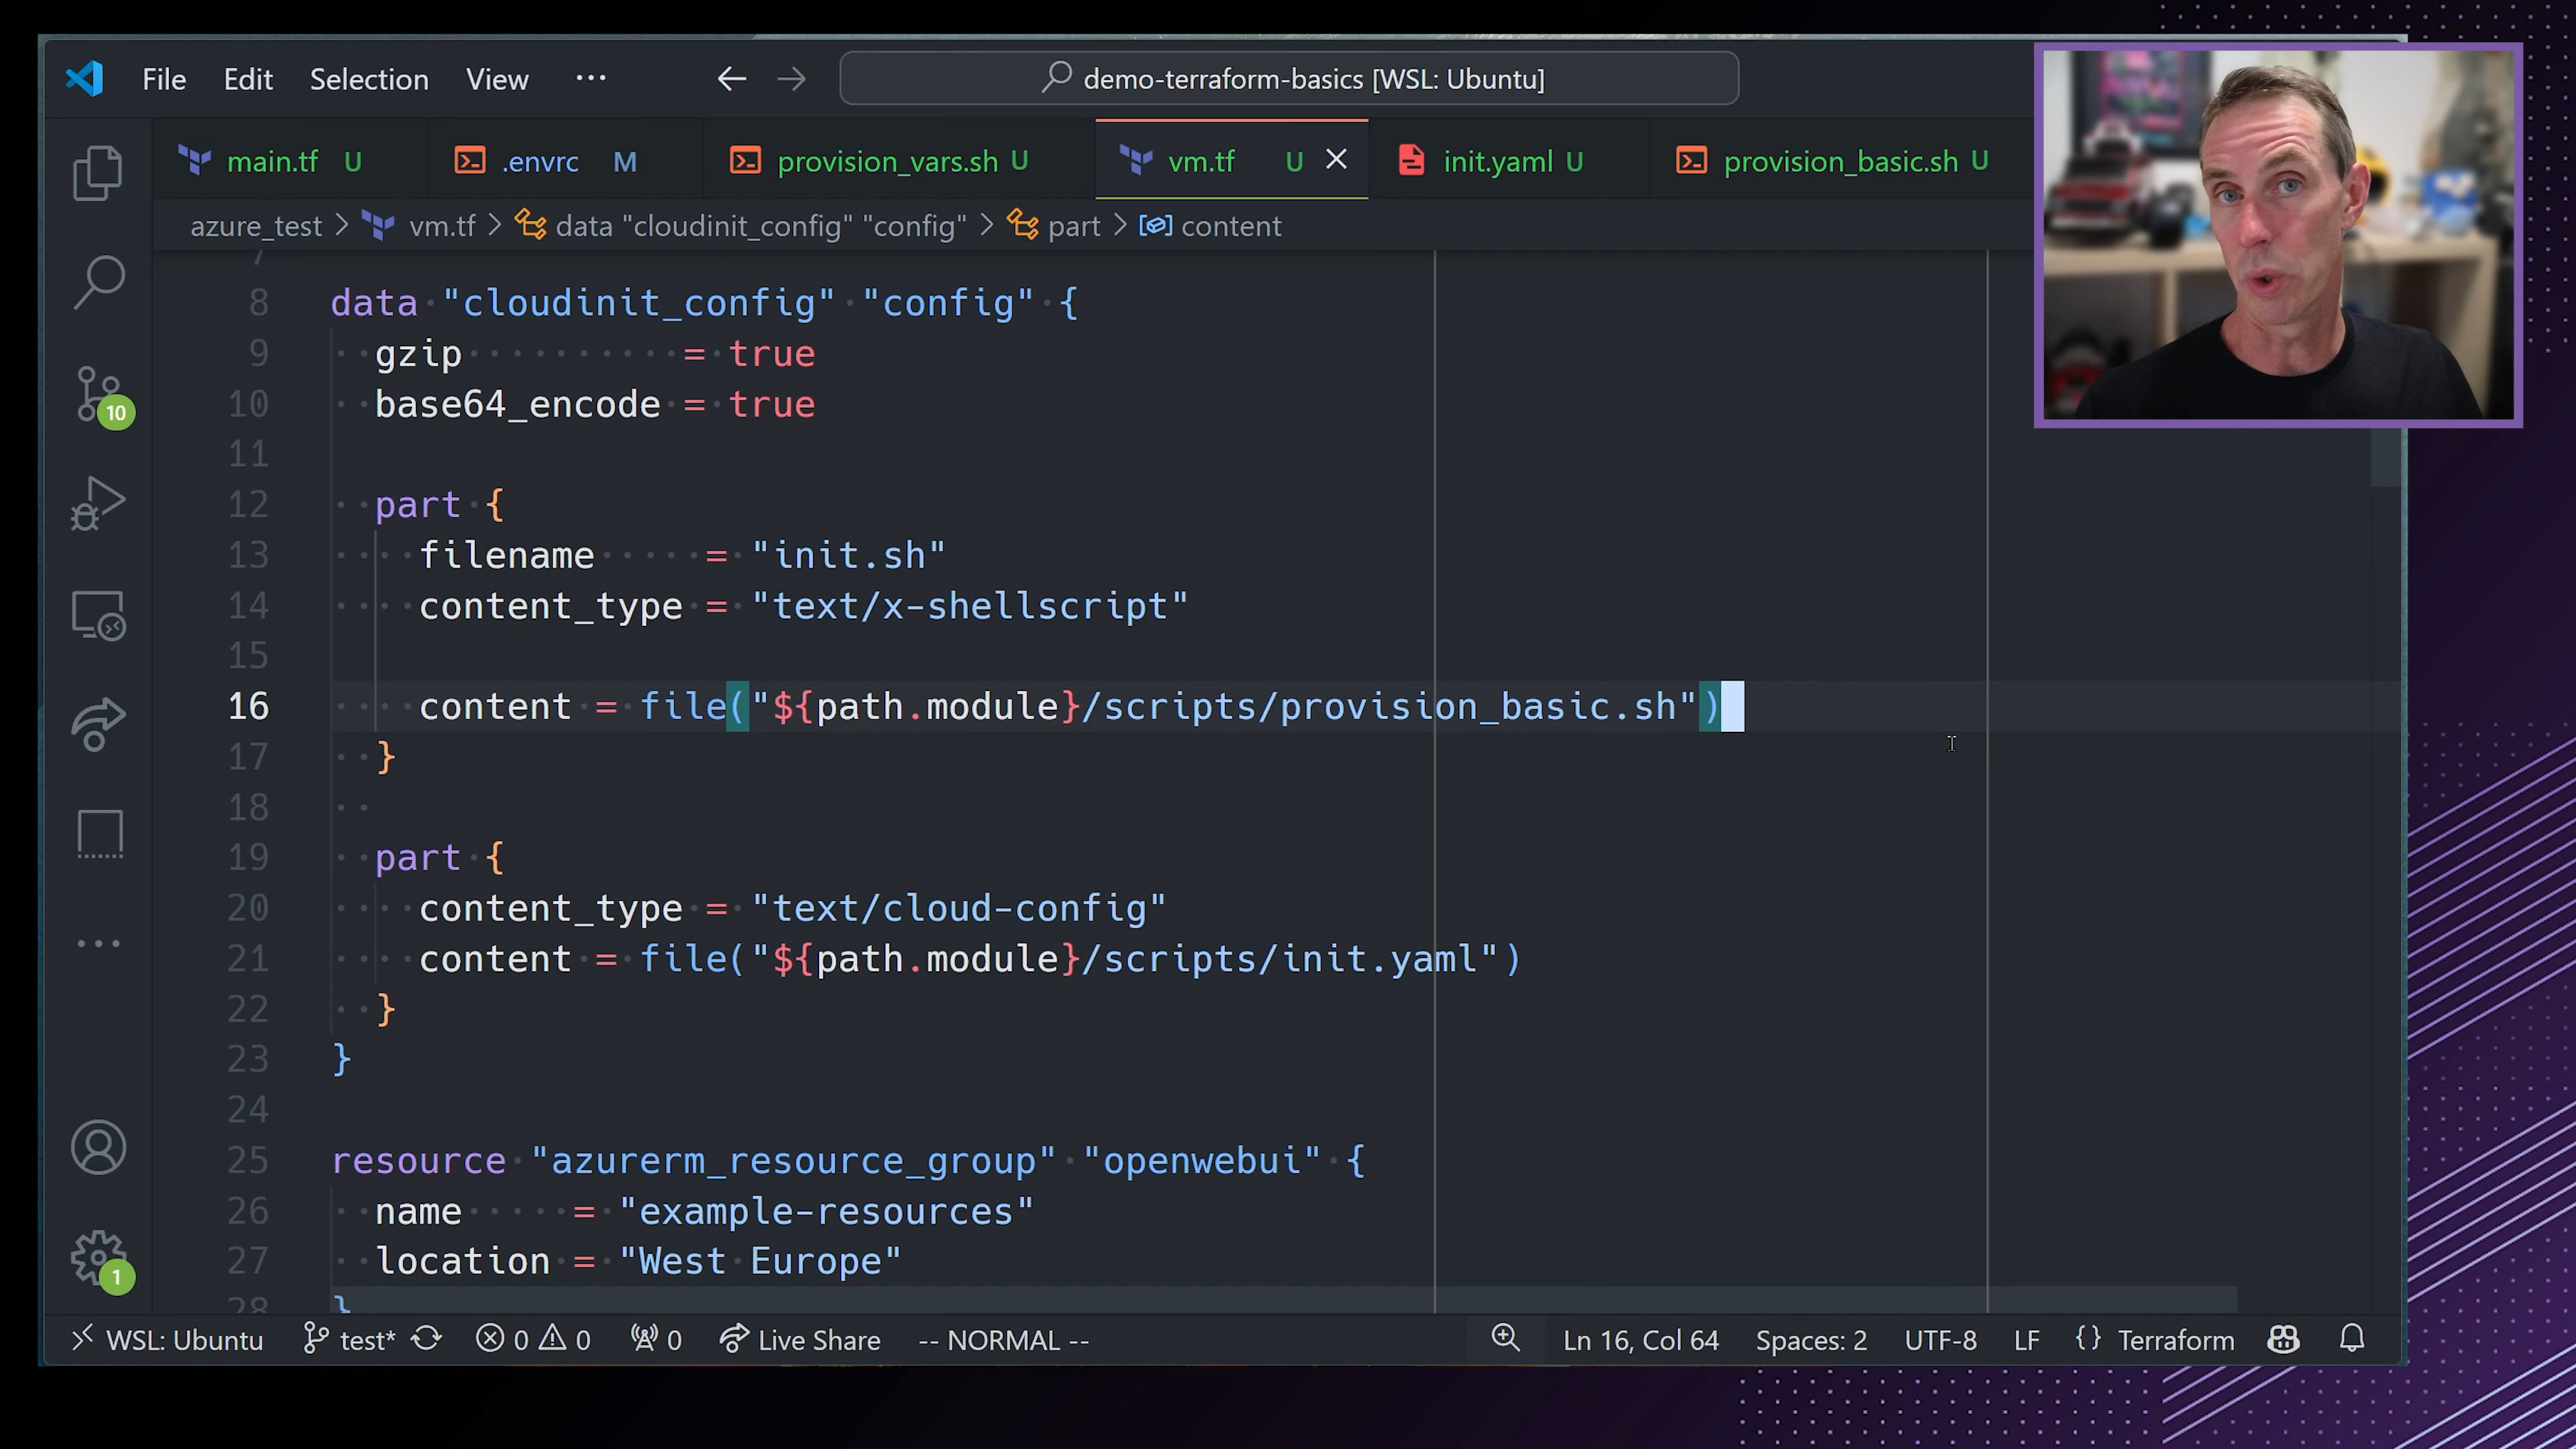 File Edit Selection View ···
demo-terraform-basics [WSL: Ubuntu]
main.tf U .envrc M provision_vars.sh U vm.tf U init.yaml U provision_basic.sh U
azure_test > vm.tf > data "cloudinit_config" "config" > part > content
7
8 data "cloudinit_config" "config" {
9 gzip = true
10 base64_encode = true
11
12 part {
13 filename = "init.sh"
14 content_type = "text/x-shellscript"
15
16 content = file("${path.module}/scripts/provision_basic.sh")
17 }
18
19 part {
20 content_type = "text/cloud-config"
21 content = file("${path.module}/scripts/init.yaml")
22 }
23 }
24
25 resource "azurerm_resource_group" "openwebui" {
26 name = "example-resources"
27 location = "West Europe"
28 }
10
1
WSL: Ubuntu test* 0 0 0 Live Share -- NORMAL -- Ln 16, Col 64 Spaces: 2 UTF-8 LF {} Terraform